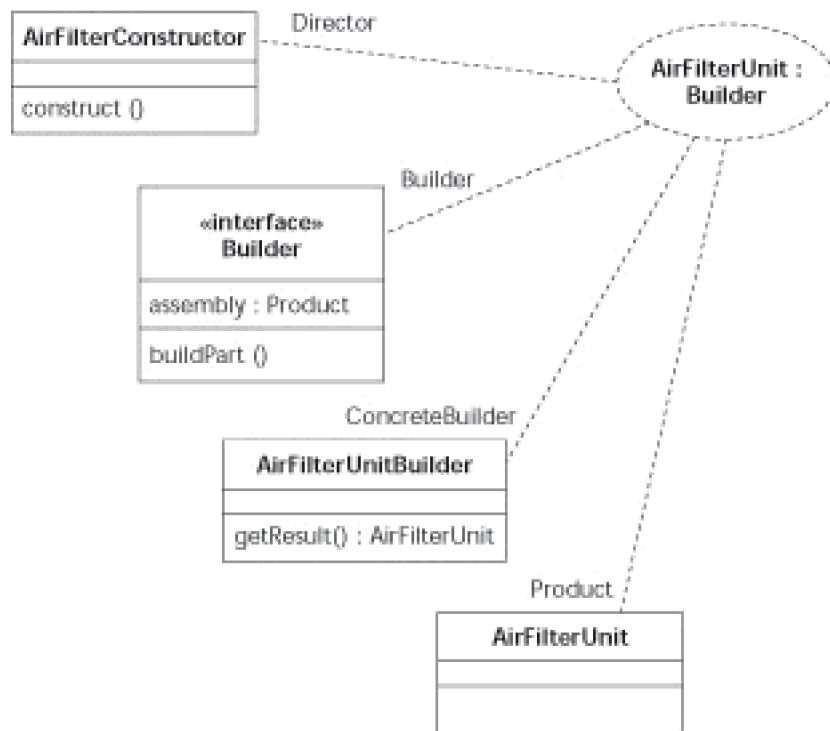 Director
AirFilterConstructor
construct ()
AirFilterUnit :
Builder
Builder
«interface»
Builder
assembly : Product
buildPart ()
ConcreteBuilder
AirFilterUnitBuilder
getResult() : AirFilterUnit
Product
AirFilterUnit